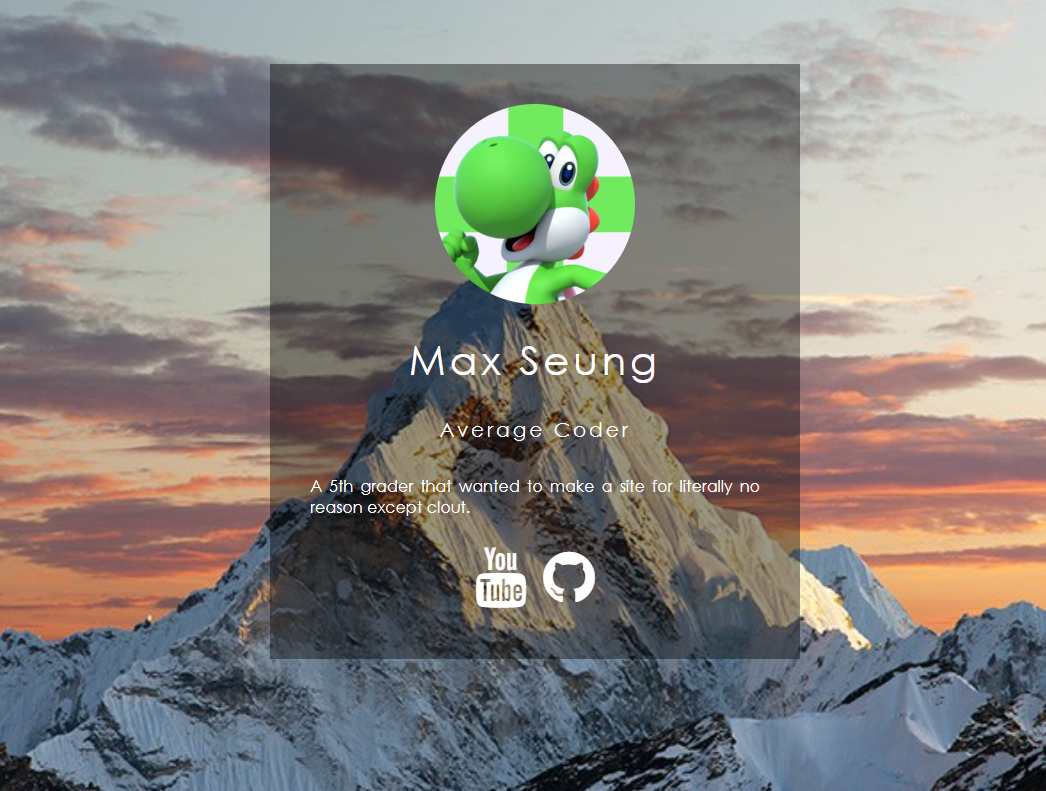 Max Seung
Average Coder
A 5th grader that wanted to make a site for literally no
reason except clout.
You
Tube